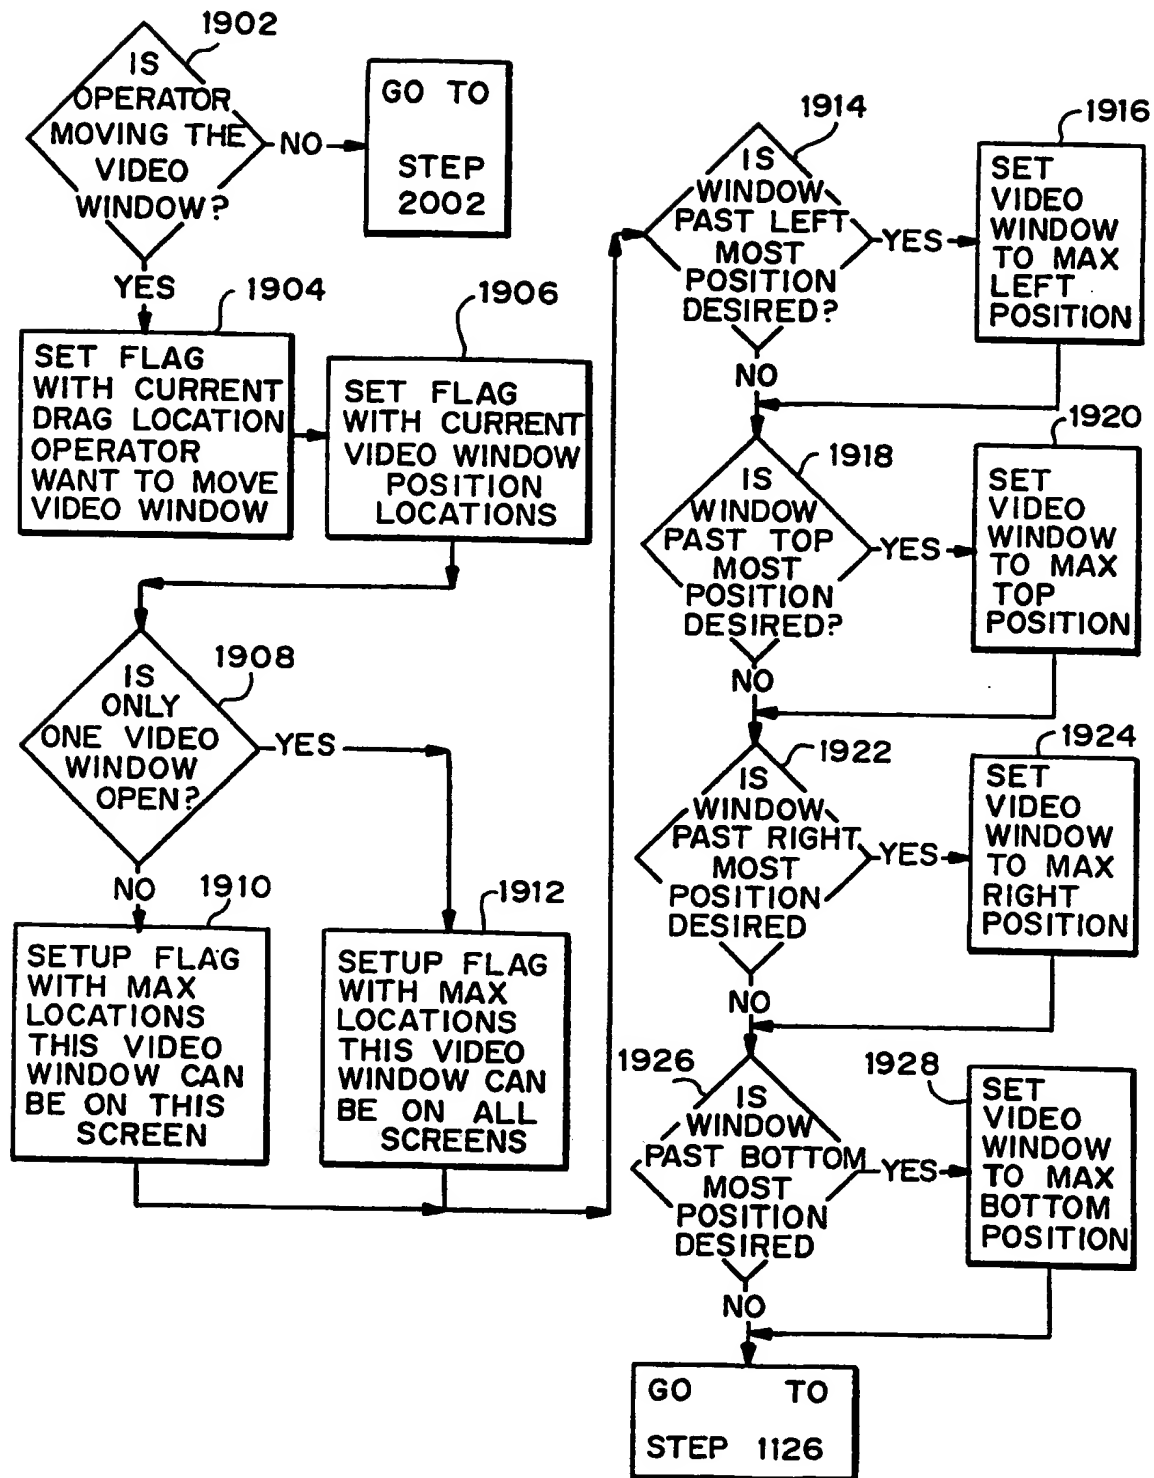 1902
IS
OPERATOR
MOVING THE
VIDEO
WINDOW?
NO
GO TO
STEP
2002
YES
1904
SET FLAG
WITH CURRENT
DRAG LOCATION
OPERATOR
WANT TO MOVE
VIDEO WINDOW
1906
SET FLAG
WITH CURRENT
VIDEO WINDOW
POSITION
LOCATIONS
1908
IS
ONLY
ONE VIDEO
WINDOW
OPEN?
YES
NO
1910
SETUP FLAG
WITH MAX
LOCATIONS
THIS VIDEO
WINDOW CAN
BE ON THIS
SCREEN
1912
SETUP FLAG
WITH MAX
LOCATIONS
THIS VIDEO
WINDOW CAN
BE ON ALL
SCREENS
1914
IS
WINDOW
PAST LEFT
MOST
POSITION
DESIRED?
YES
1916
SET
VIDEO
WINDOW
TO MAX
LEFT
POSITION
NO
1918
IS
WINDOW
PAST TOP
MOST
POSITION
DESIRED?
YES
1920
SET
VIDEO
WINDOW
TO MAX
TOP
POSITION
NO
1922
IS
WINDOW
PAST RIGHT
MOST
POSITION
DESIRED
YES
1924
SET
VIDEO
WINDOW
TO MAX
RIGHT
POSITION
NO
1926
IS
WINDOW
PAST BOTTOM
MOST
POSITION
DESIRED
YES
1928
SET
VIDEO
WINDOW
TO MAX
BOTTOM
POSITION
NO
GO TO
STEP 1126